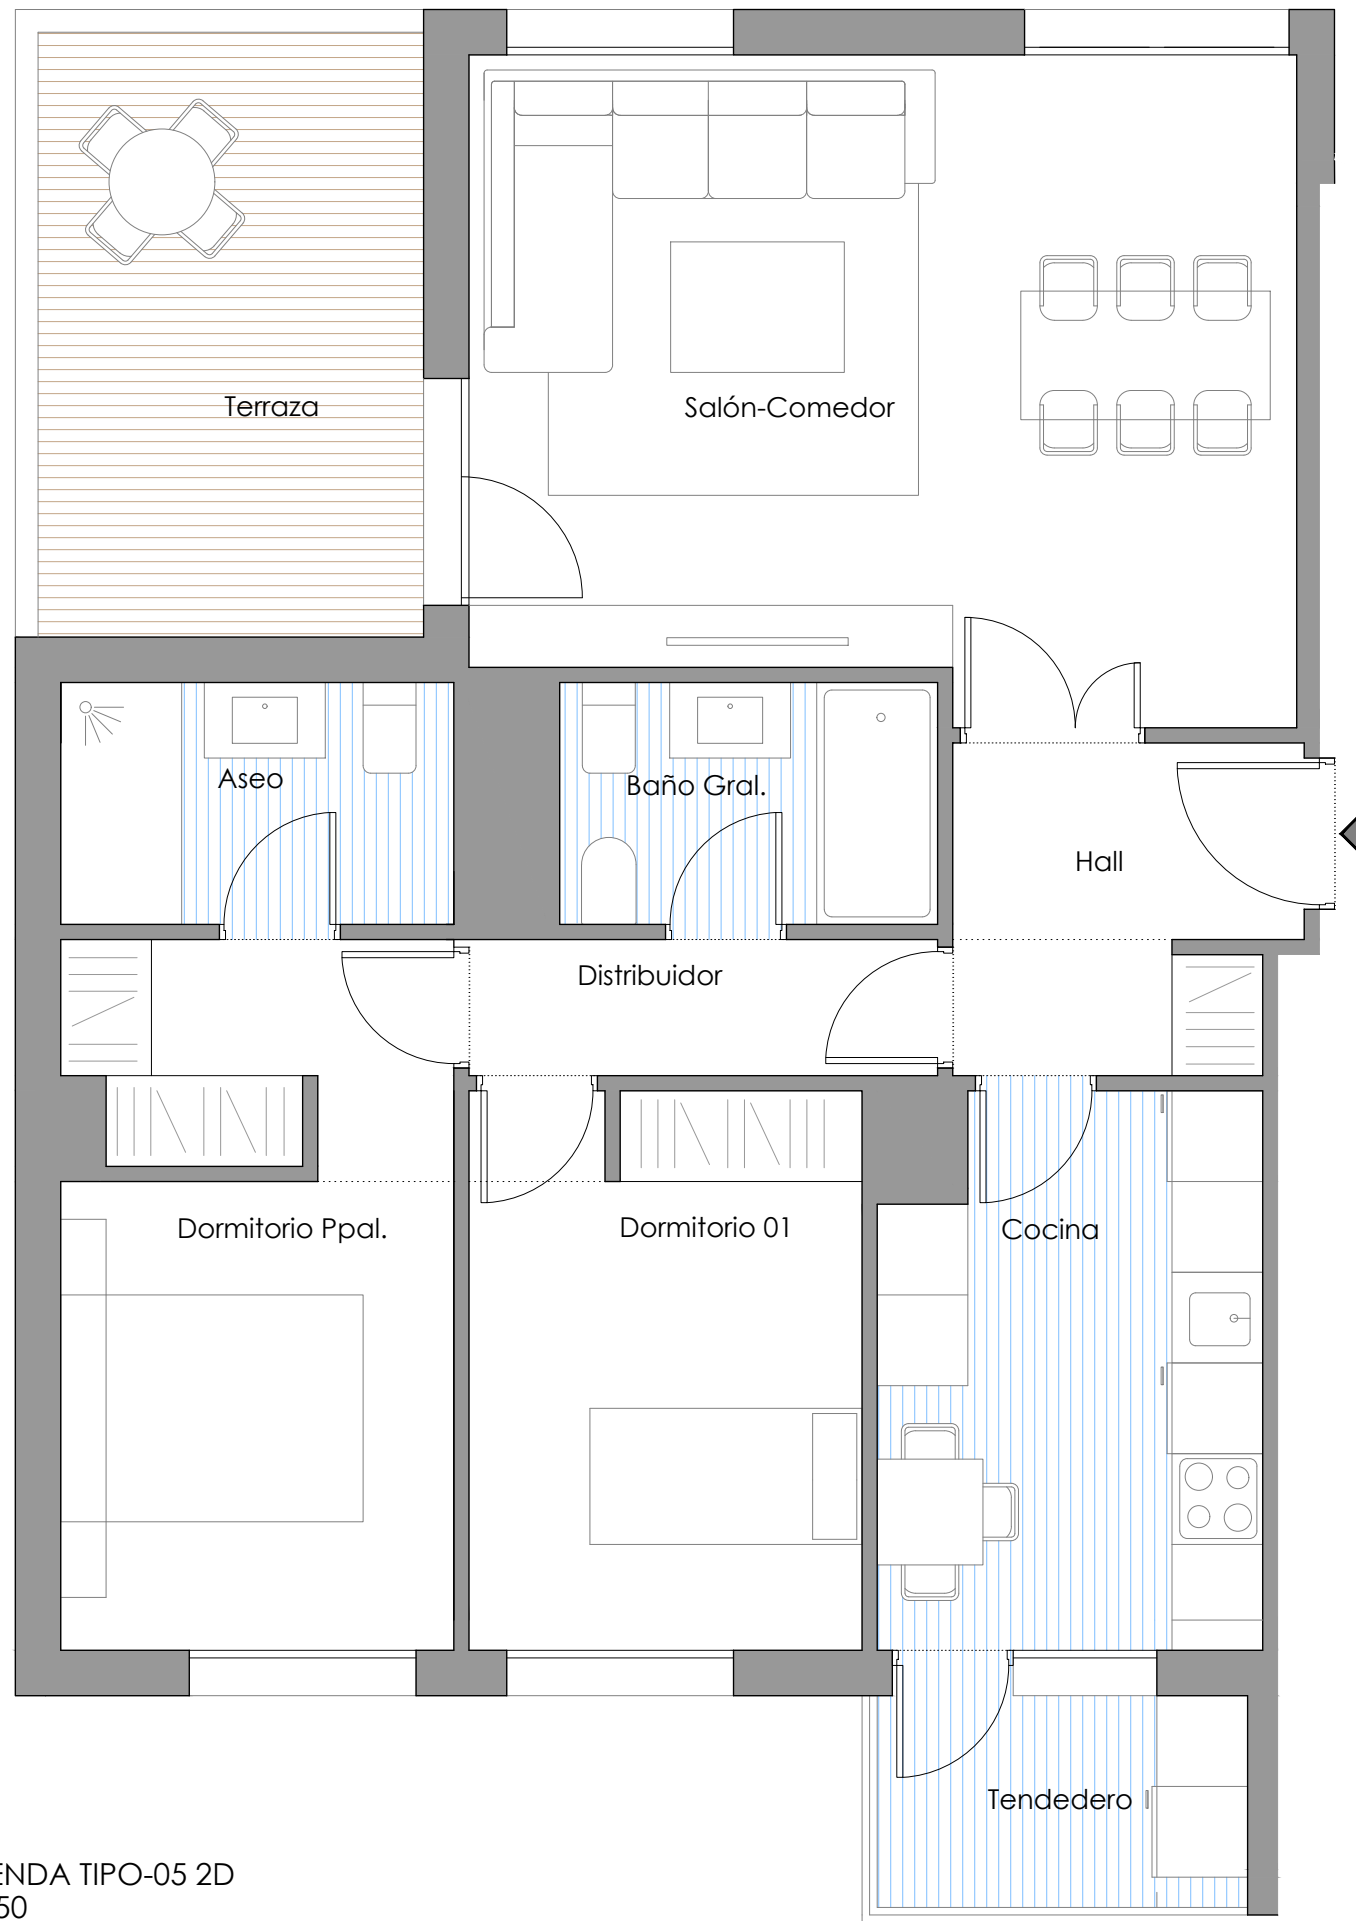 Terraza
Salón-Comedor
Aseo
Baño Gral.
Hall
Distribuidor
Dormitorio Ppal.
Dormitorio 01
Cocina
Tendedero
ENDA TIPO-05 2D
50